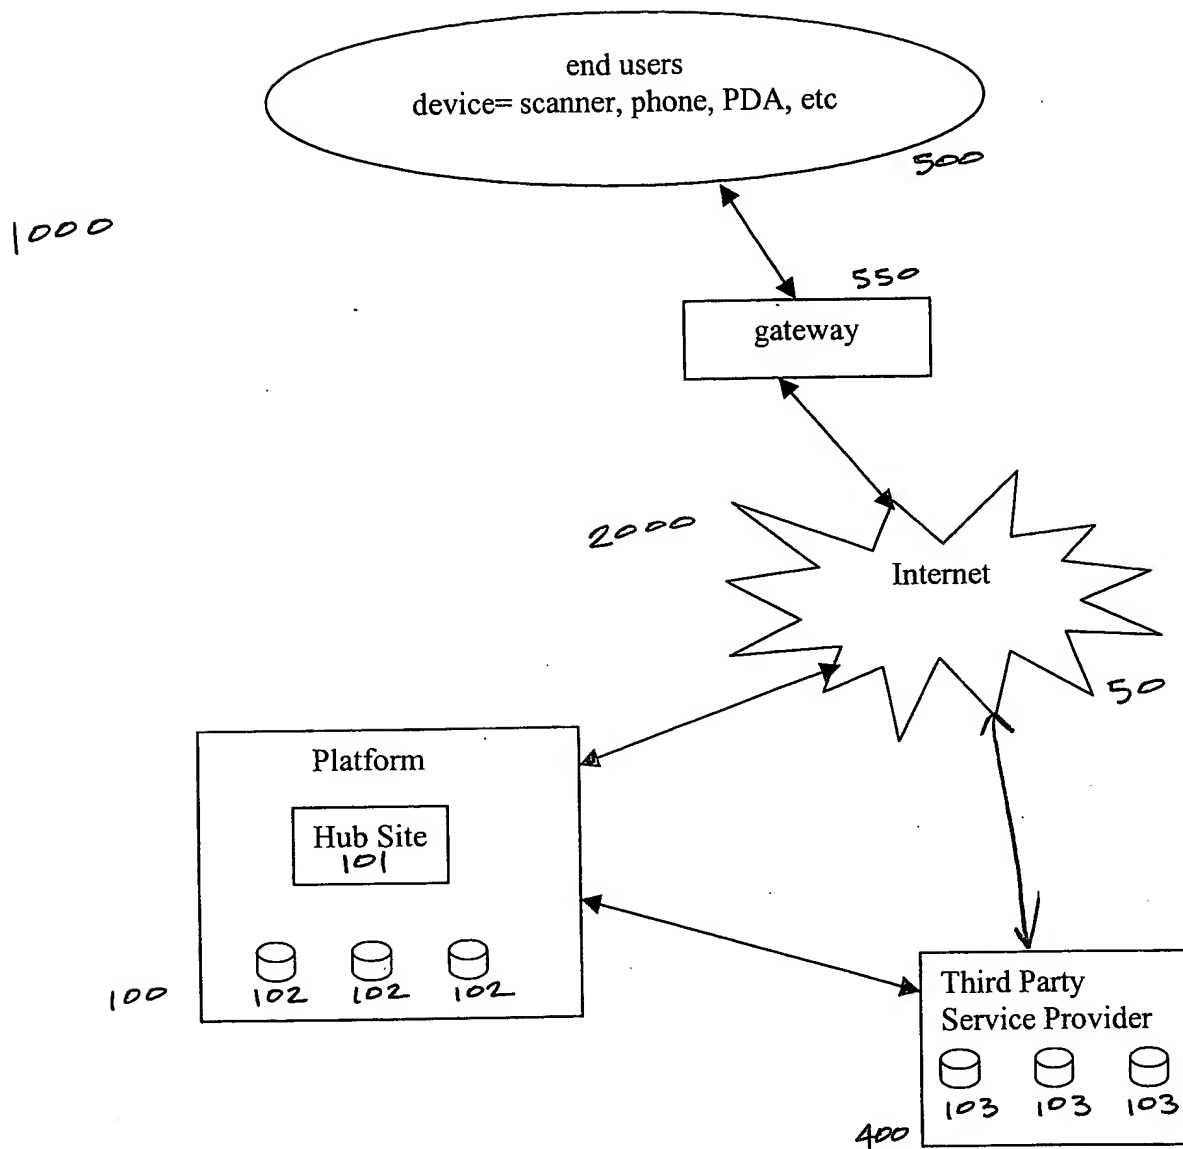 end users
device= scanner, phone, PDA, etc
500
1000
550
gateway
2000
Internet
50
Platform
Hub Site
101
102 102 102
100
Third Party
Service Provider
103 103 103
400